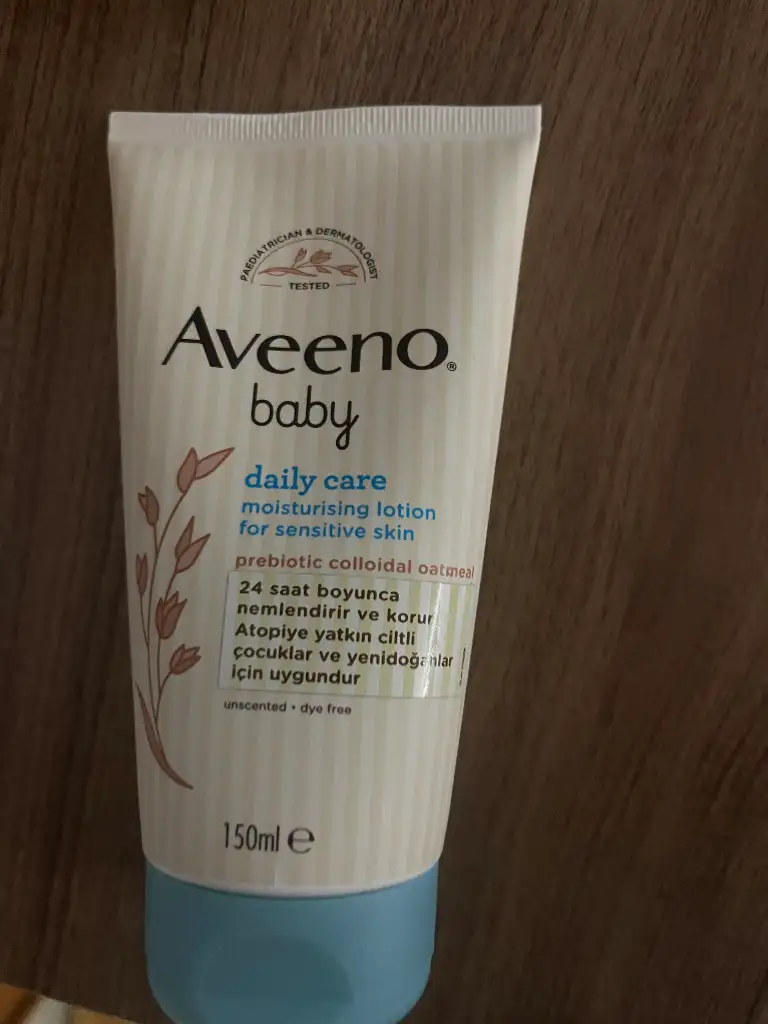 PAEDIATRICIAN & DERMATOLOGIST
TESTED
Aveeno®
baby
daily care
moisturising lotion
for sensitive skin
prebiotic colloidal oatmeal
24 saat boyunca
nemlendirir ve korur
Atopiye yatkın ciltli
çocuklar ve yenidoğanlar
için uygundur
unscented • dye free
150ml ℮